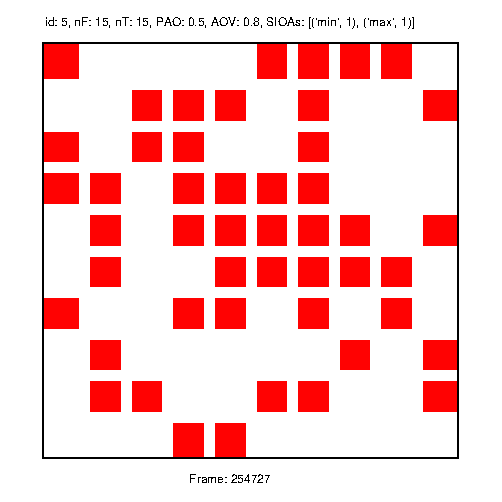 id: 5, nF: 15, nT: 15, PAO: 0.5, AOV: 0.8, SIOAs: [('min', 1), ('max', 1)]
Frame: 254727